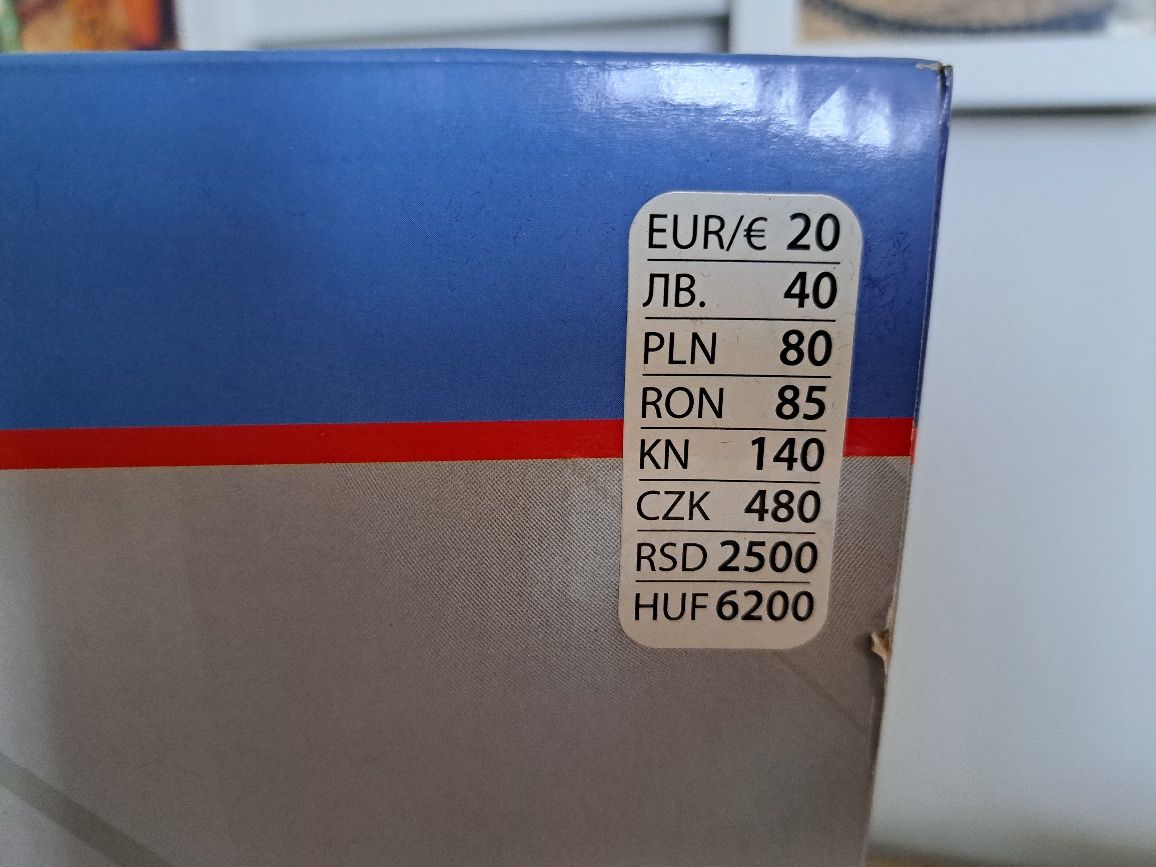 EUR/€ 20
ЛВ. 40
PLN 80
RON 85
KN 140
CZK 480
RSD 2500
HUF 6200